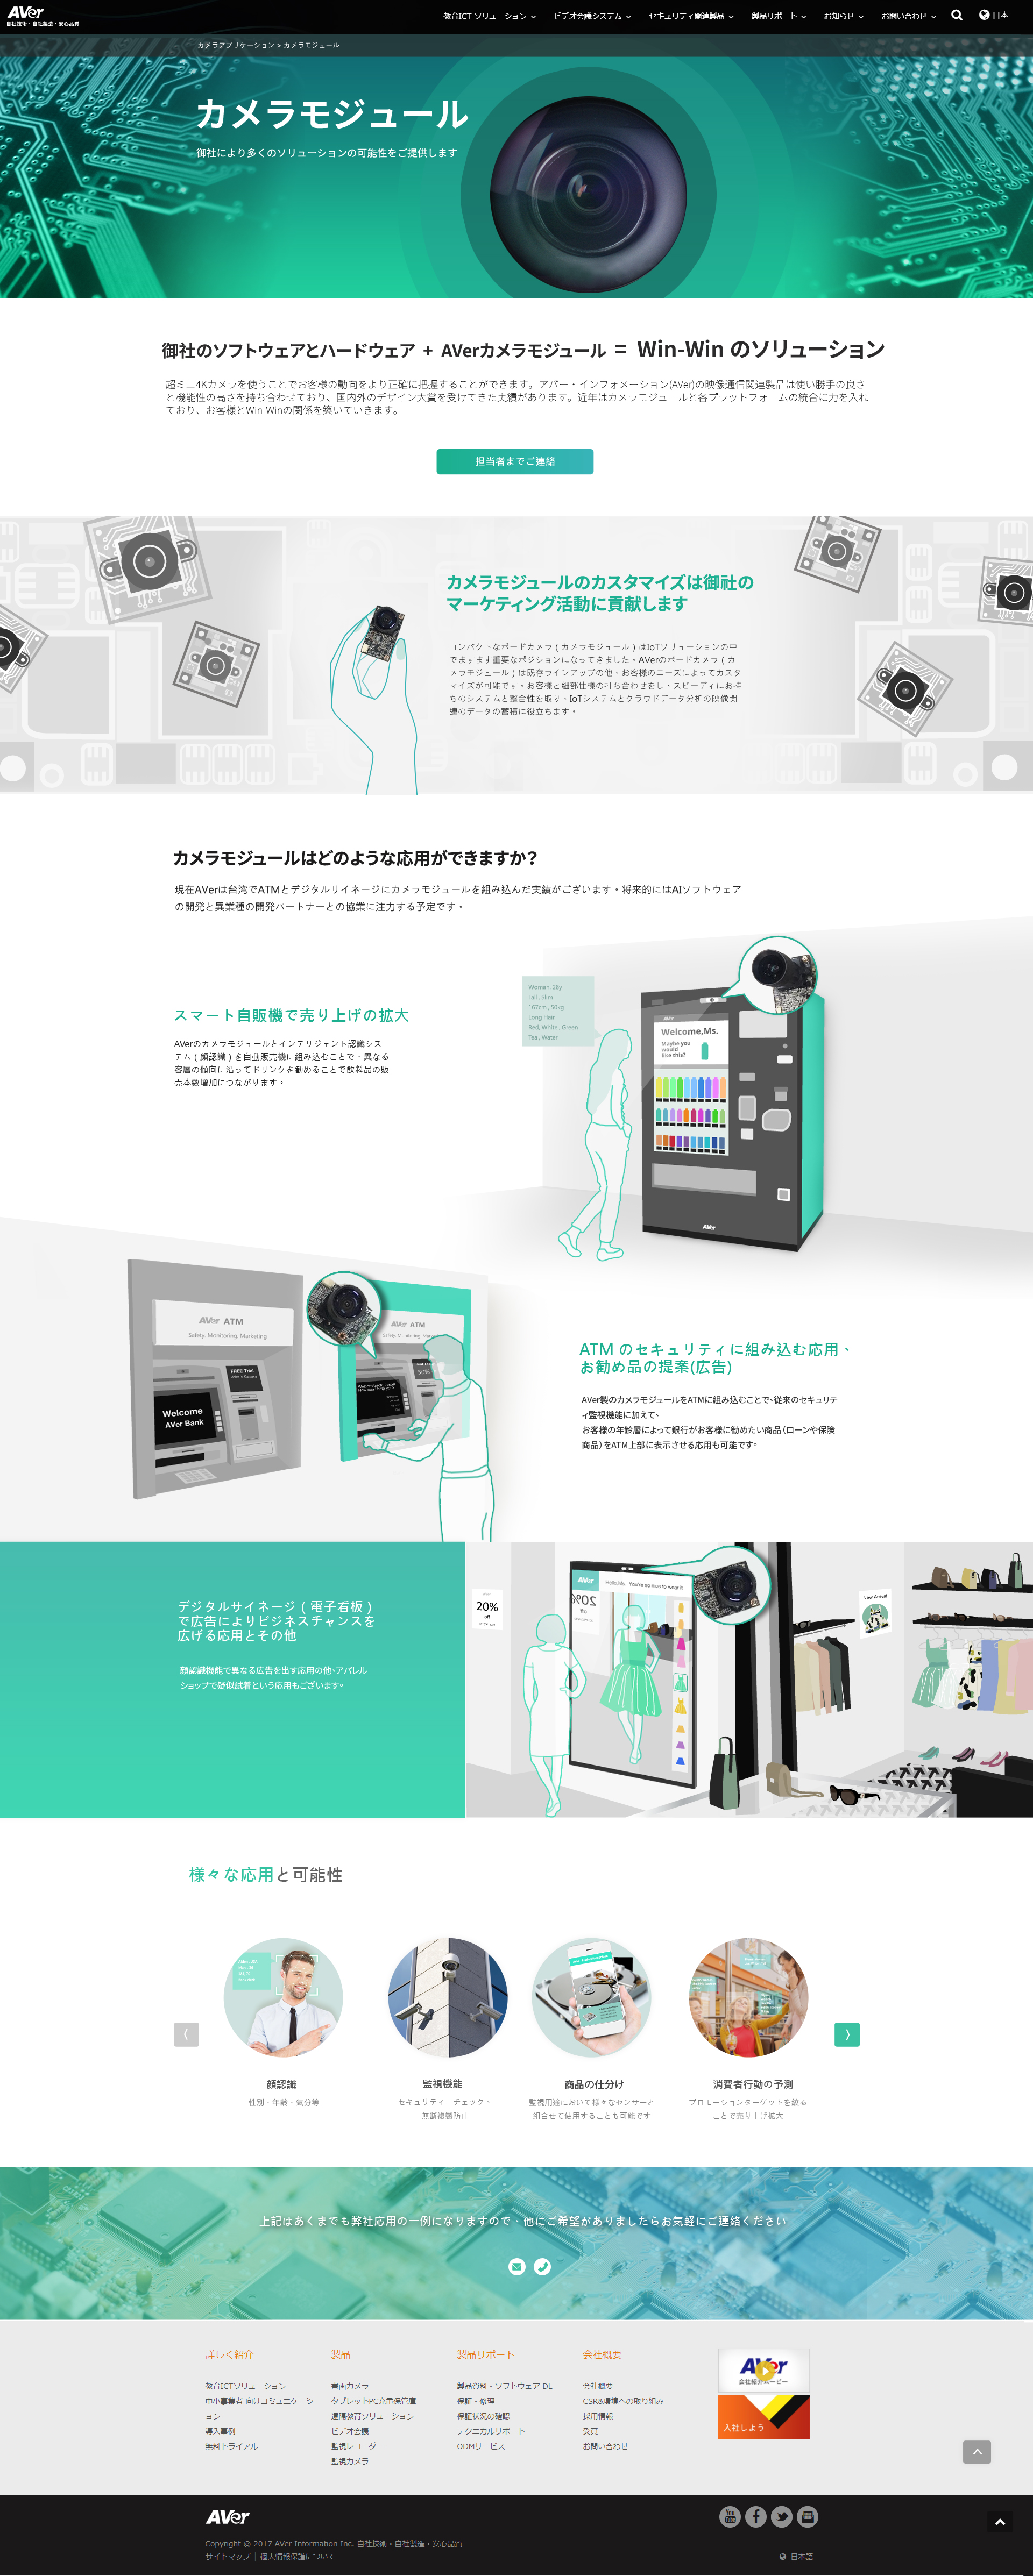 AVer
自社技術・自社製造・安心品質
教育ICT ソリューション
ビデオ会議システム
セキュリティ関連製品
製品サポート
お知らせ
お問い合わせ
日本
カメラアプリケーション > カメラモジュール
カメラモジュール
御社により多くのソリューションの可能性をご提供します
御社のソフトウェアとハードウェア + AVerカメラモジュール = Win-Win のソリューション
超ミニ4Kカメラを使うことでお客様の動向をより正確に把握することができます。アバー・インフォメーション(AVer)の映像通信関連製品は使い勝手の良さ
と機能性の高さを持ち合わせており、国内外のデザイン大賞を受けてきた実績があります。近年はカメラモジュールと各プラットフォームの統合に力を入れ
ており、お客様とWin-Winの関係を築いていきます。
担当者までご連絡
カメラモジュールのカスタマイズは御社の
マーケティング活動に貢献します
コンパクトなボードカメラ（カメラモジュール）はIoTソリューションの中
でますます重要なポジションになってきました。AVerのボードカメラ（カ
メラモジュール）は既存ラインアップの他、お客様のニーズによってカスタ
マイズが可能です。お客様と細部仕様の打ち合わせをし、スピーディにお持
ちのシステムと整合性を取り、IoTシステムとクラウドデータ分析の映像関
連のデータの蓄積に役立ちます。
カメラモジュールはどのような応用ができますか？
現在AVerは台湾でATMとデジタルサイネージにカメラモジュールを組み込んだ実績がございます。将来的にはAIソフトウェア
の開発と異業種の開発パートナーとの協業に注力する予定です。
スマート自販機で売り上げの拡大
AVerのカメラモジュールとインテリジェント認識シス
テム（顔認識）を自動販売機に組み込むことで、異なる
客層の傾向に沿ってドリンクを勧めることで飲料品の販
売本数増加につながります。
Women, 28y
Tall , Slim
167cm , 50kg
Long Hair
Red, White , Green
Tea , Water
Welcome,Ms.
Maybe you
would
like this?
AVer
AVer ATM
Safety. Monitoring. Marketing
FREE Trial
Welcome
AVer Bank
AVer ATM
Safety. Monitoring. Mark
Welcome back, Jason
How can I help you?
ATM のセキュリティに組み込む応用、
お勧め品の提案(広告)
AVer製のカメラモジュールをATMに組み込むことで、従来のセキュリテ
ィ監視機能に加えて、
お客様の年齢層によって銀行がお客様に勧めたい商品（ローンや保険
商品）をATM上部に表示させる応用も可能です。
デジタルサイネージ（電子看板）
で広告によりビジネスチャンスを
広げる応用とその他
顔認識機能で異なる広告を出す応用の他、アパレル
ショップで疑似試着という応用もございます。
20%
off
AVer
Hello,Ms. You're so nice to wear it
New Arrival
様々な応用と可能性
顔認識
性別・年齢・気分等
監視機能
セキュリティーチェック、
無断複製防止
商品の仕分け
監視用途において様々なセンサーと
組合せて使用することも可能です
消費者行動の予測
プロモーションターゲットを絞る
ことで売り上げ拡大
上記はあくまでも弊社応用の一例になりますので、他にご希望がありましたらお気軽にご連絡ください
詳しく紹介
教育ICTソリューション
中小事業者 向けコミュニケーシ
ョン
導入事例
無料トライアル
製品
書画カメラ
タブレットPC充電保管庫
遠隔教育ソリューション
ビデオ会議
監視レコーダー
監視カメラ
製品サポート
製品資料・ソフトウェア DL
保証・修理
保証状況の確認
テクニカルサポート
ODMサービス
会社概要
会社概要
CSR&環境への取り組み
採用情報
受賞
お問い合わせ
AVer
会社紹介ムービー
入社しよう
AVer
You
Tube
Copyright © 2017 AVer Information Inc. 自社技術・自社製造・安心品質
サイトマップ | 個人情報保護について
日本語